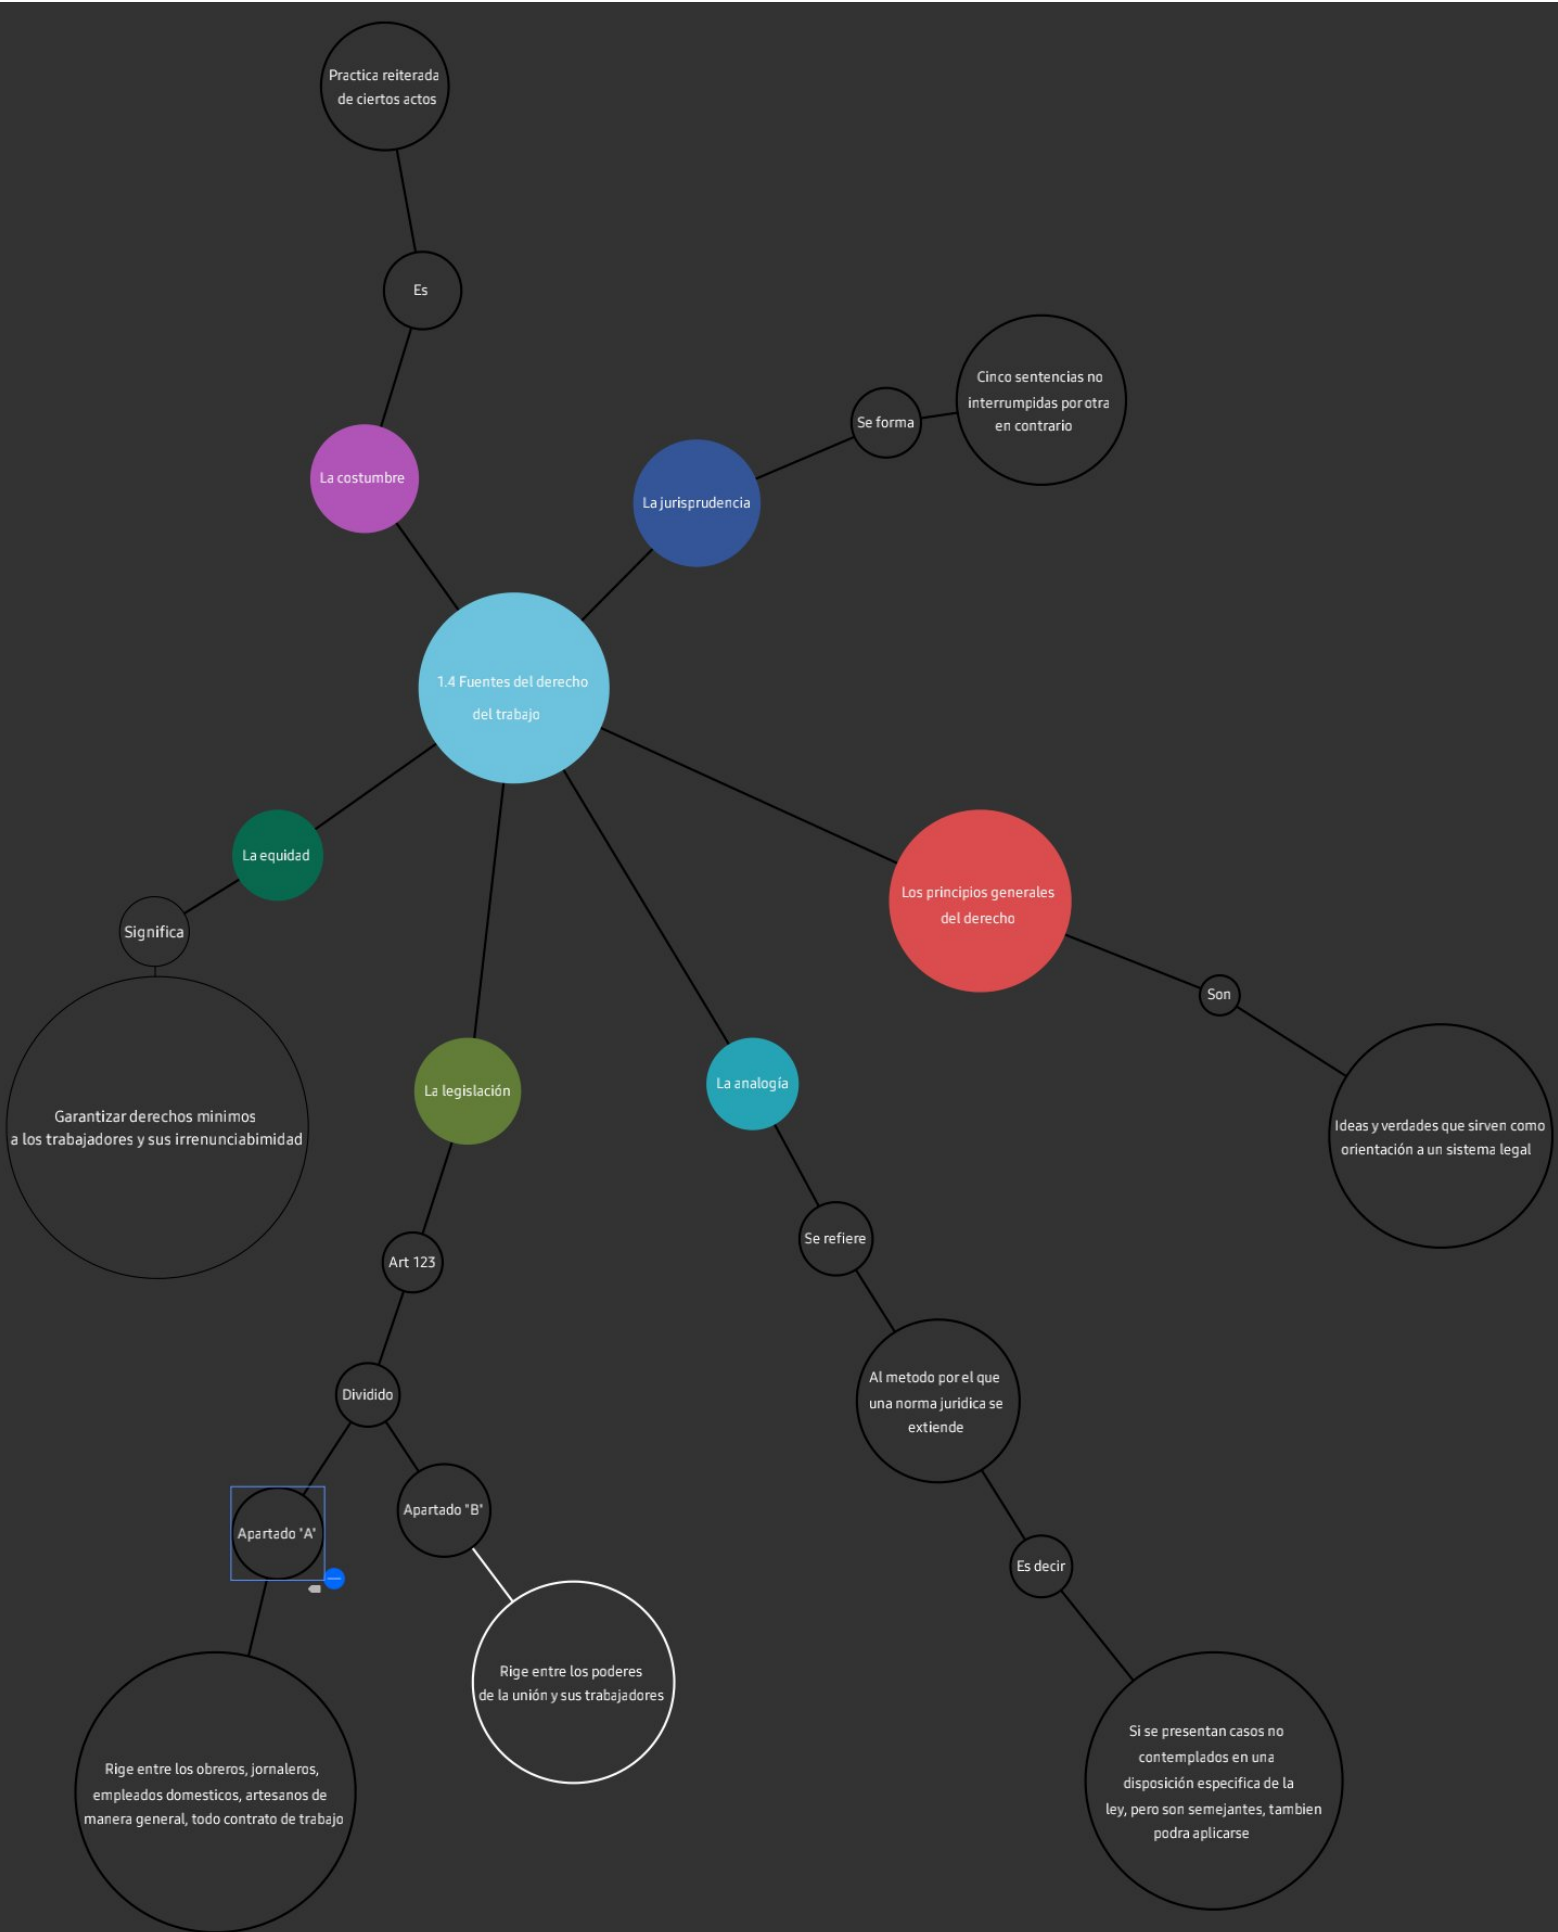 Practica reiterada
de ciertos actos
Es
La costumbre
Cinco sentencias no
interrumpidas por otra
en contrario
Se forma
La jurisprudencia
1.4 Fuentes del derecho
del trabajo
La equidad
Significa
Garantizar derechos minimos
a los trabajadores y sus irrenunciabimidad
Los principios generales
del derecho
Son
Ideas y verdades que sirven como
orientación a un sistema legal
La legislación
Art 123
Dividido
Apartado "A"
Rige entre los obreros, jornaleros,
empleados domesticos, artesanos de
manera general, todo contrato de trabajo
Apartado "B"
Rige entre los poderes
de la unión y sus trabajadores
La analogía
Se refiere
Al metodo por el que
una norma juridica se
extiende
Es decir
Si se presentan casos no
contemplados en una
disposición especifica de la
ley, pero son semejantes, tambien
podra aplicarse